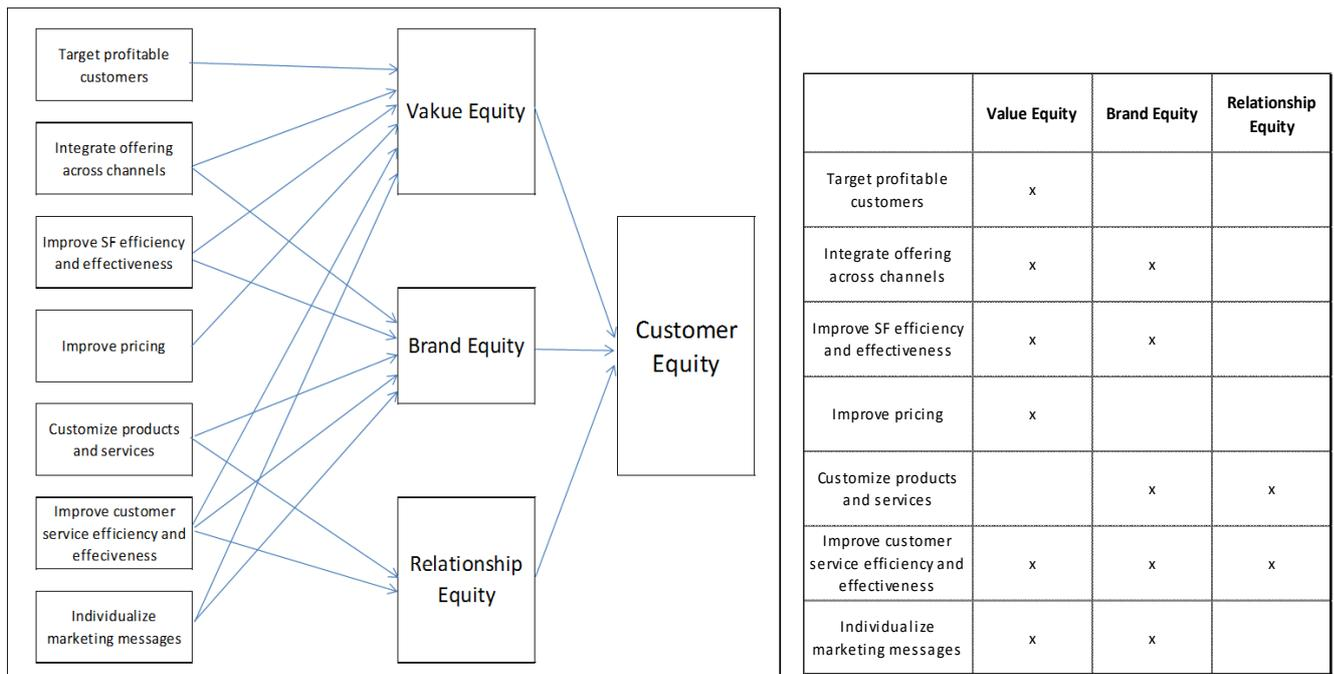 Target profitable
customers
Integrate offering
across channels
Improve SF efficiency
and effectiveness
Improve pricing
Customize products
and services
Improve customer
service efficiency and
effeciveness
Individualize
marketing messages
Vakue Equity
Brand Equity
Relationship
Equity
Customer
Equity
Value Equity
Brand Equity
Relationship
Equity
Target profitable
customers
x
Integrate offering
across channels
x x
Improve SF efficiency
and effectiveness
x x
Improve pricing
x
Customize products
and services
x x
Improve customer
service efficiency and
effectiveness
x x x
Individualize
marketing messages
x x